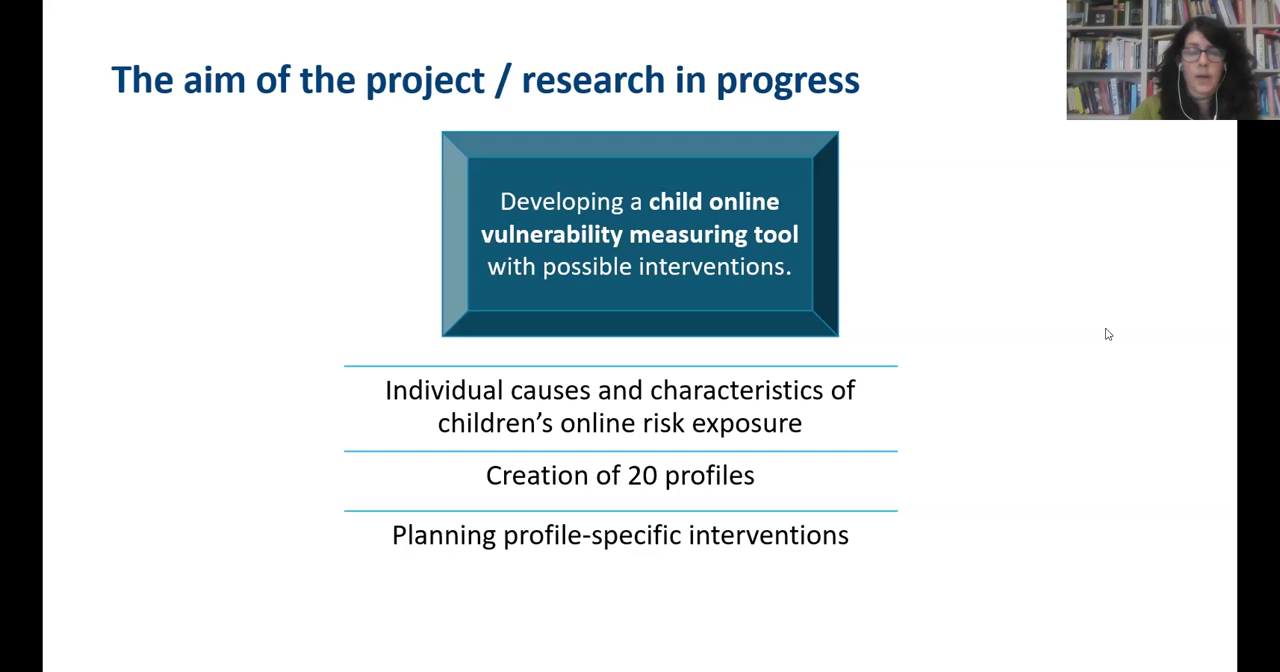 The aim of the project / research in progress
Developing a child online
vulnerability measuring tool
with possible interventions.
Individual causes and characteristics of
children’s online risk exposure
Creation of 20 profiles
Planning profile-specific interventions